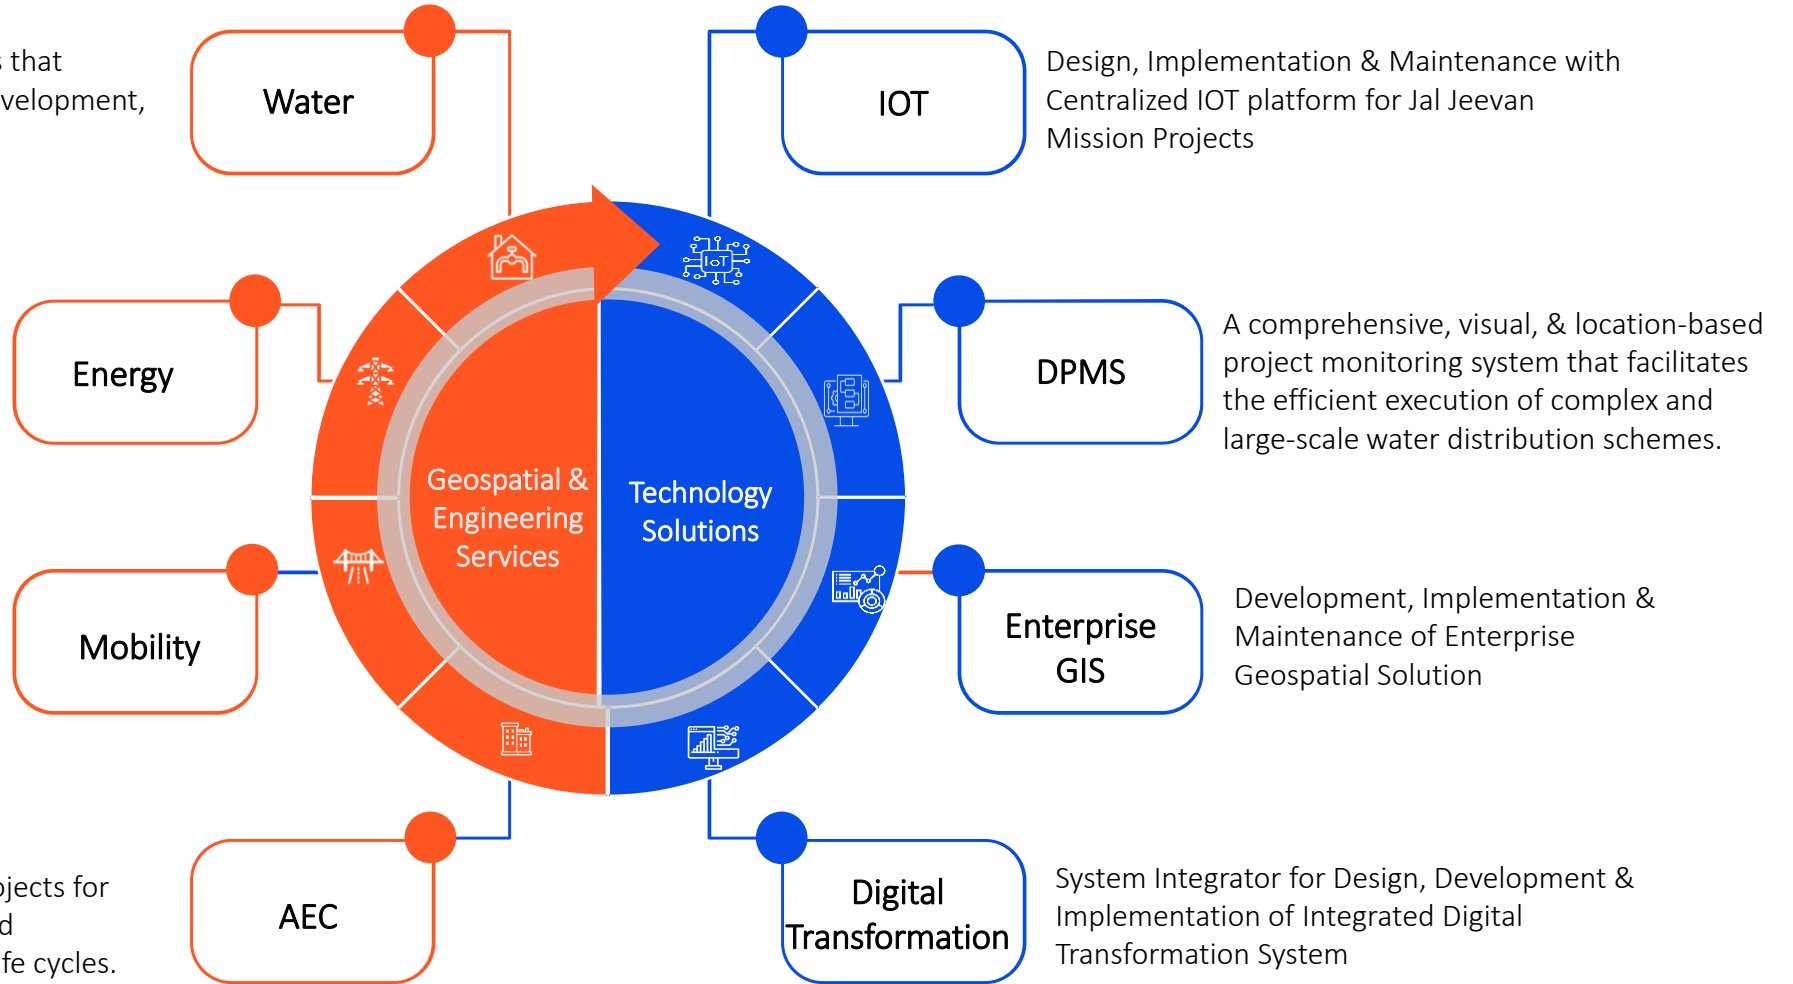 s that
velopment,
Water
IOT
Design, Implementation & Maintenance with
Centralized IOT platform for Jal Jeevan
Mission Projects
IoT
Energy
DPMS
A comprehensive, visual, & location-based
project monitoring system that facilitates
the efficient execution of complex and
large-scale water distribution schemes.
Geospatial &
Engineering
Services
Technology
Solutions
Mobility
Enterprise
GIS
Development, Implementation &
Maintenance of Enterprise
Geospatial Solution
jects for
d
fe cycles.
AEC
Digital
Transformation
System Integrator for Design, Development &
Implementation of Integrated Digital
Transformation System